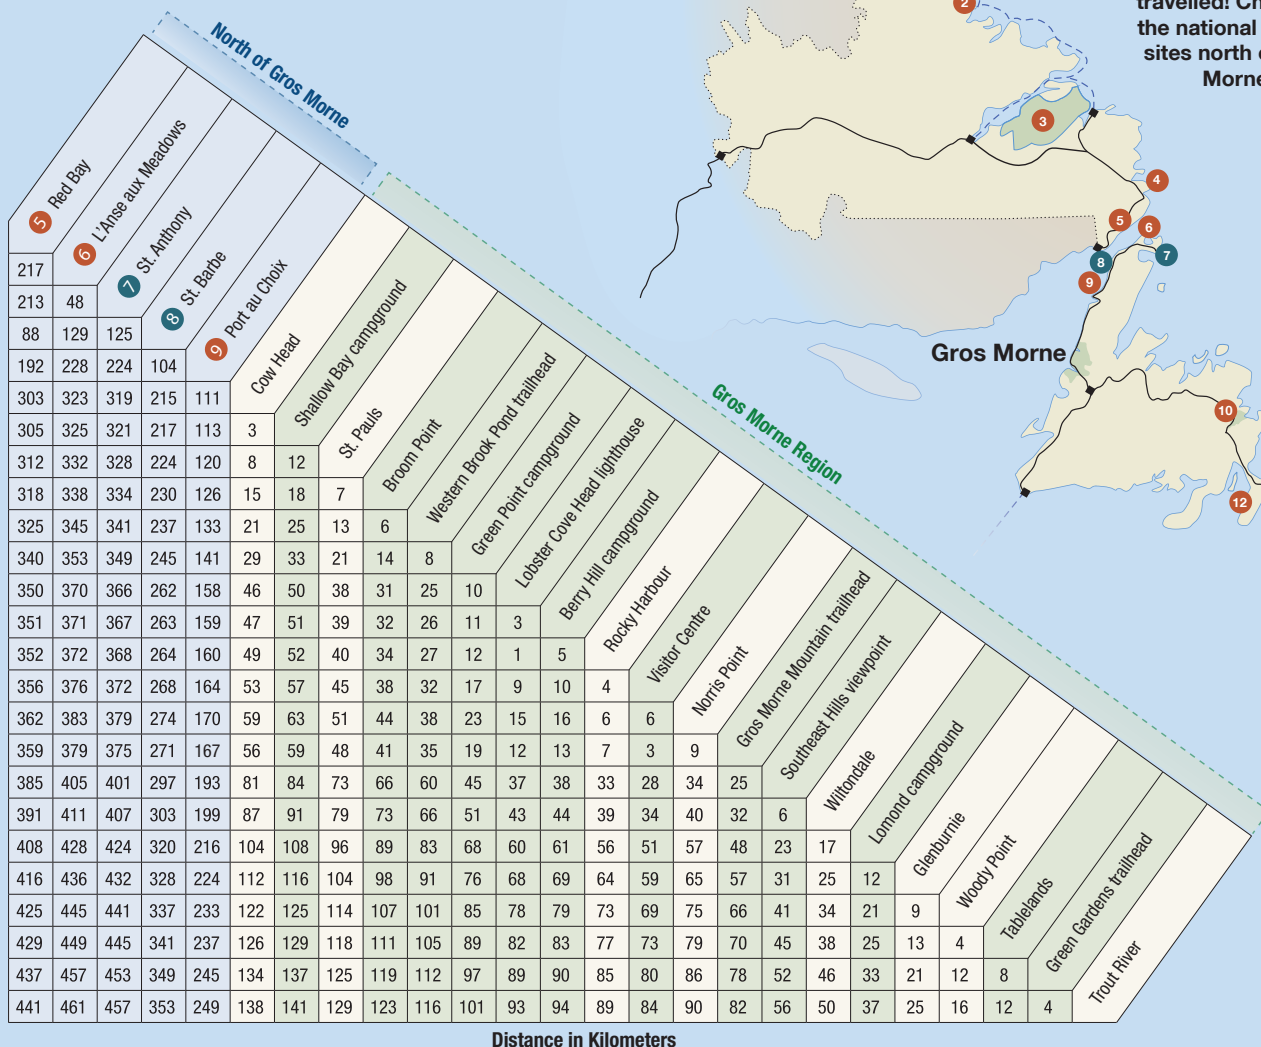 travelled! Ch
the national
sites north o
Morne
2
3
4
5
6
7
8
9
10
12
Gros Morne
North of Gros Morne
Gros Morne Region
5 Red Bay
6 L'Anse aux Meadows
7 St. Anthony
8 St. Barbe
9 Port au Choix
Cow Head
Shallow Bay campground
St. Pauls
Broom Point
Western Brook Pond trailhead
Green Point campground
Lobster Cove Head lighthouse
Berry Hill campground
Rocky Harbour
Visitor Centre
Norris Point
Gros Morne Mountain trailhead
Southeast Hills viewpoint
Wiltondale
Lomond campground
Glenburnie
Woody Point
Tablelands
Green Gardens trailhead
Trout River
217
213 48
88 129 125
192 228 224 104
303 323 319 215 111
305 325 321 217 113 3
312 332 328 224 120 8 12
318 338 334 230 126 15 18 7
325 345 341 237 133 21 25 13 6
340 353 349 245 141 29 33 21 14 8
350 370 366 262 158 46 50 38 31 25 10
351 371 367 263 159 47 51 39 32 26 11 3
352 372 368 264 160 49 52 40 34 27 12 1 5
356 376 372 268 164 53 57 45 38 32 17 9 10 4
362 383 379 274 170 59 63 51 44 38 23 15 16 6 6
359 379 375 271 167 56 59 48 41 35 19 12 13 7 3 9
385 405 401 297 193 81 84 73 66 60 45 37 38 33 28 34 25
391 411 407 303 199 87 91 79 73 66 51 43 44 39 34 40 32 6
408 428 424 320 216 104 108 96 89 83 68 60 61 56 51 57 48 23 17
416 436 432 328 224 112 116 104 98 91 76 68 69 64 59 65 57 31 25 12
425 445 441 337 233 122 125 114 107 101 85 78 79 73 69 75 66 41 34 21 9
429 449 445 341 237 126 129 118 111 105 89 82 83 77 73 79 70 45 38 25 13 4
437 457 453 349 245 134 137 125 119 112 97 89 90 85 80 86 78 52 46 33 21 12 8
441 461 457 353 249 138 141 129 123 116 101 93 94 89 84 90 82 56 50 37 25 16 12 4
Distance in Kilometers